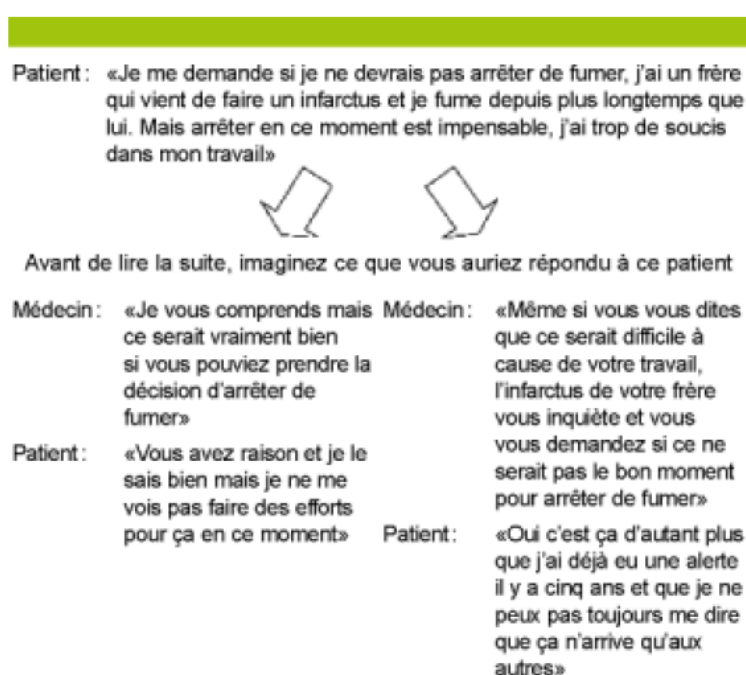 Patient : «Je me demande si je ne devrais pas arrêter de fumer, j'ai un frère
qui vient de faire un infarctus et je fume depuis plus longtemps que
lui. Mais arrêter en ce moment est impensable, j'ai trop de soucis
dans mon travail»
Avant de lire la suite, imaginez ce que vous auriez répondu à ce patient
Médecin : «Je vous comprends mais
ce serait vraiment bien
si vous pouviez prendre la
décision d'arrêter de
fumer»
Patient : «Vous avez raison et je le
sais bien mais je ne me
vois pas faire des efforts
pour ça en ce moment»
Médecin : «Même si vous vous dites
que ce serait difficile à
cause de votre travail,
l'infarctus de votre frère
vous inquiète et vous
vous demandez si ce ne
serait pas le bon moment
pour arrêter de fumer»
Patient : «Oui c'est ça d'autant plus
que j'ai déjà eu une alerte
il y a cinq ans et que je ne
peux pas toujours me dire
que ça n'arrive qu'aux
autres»